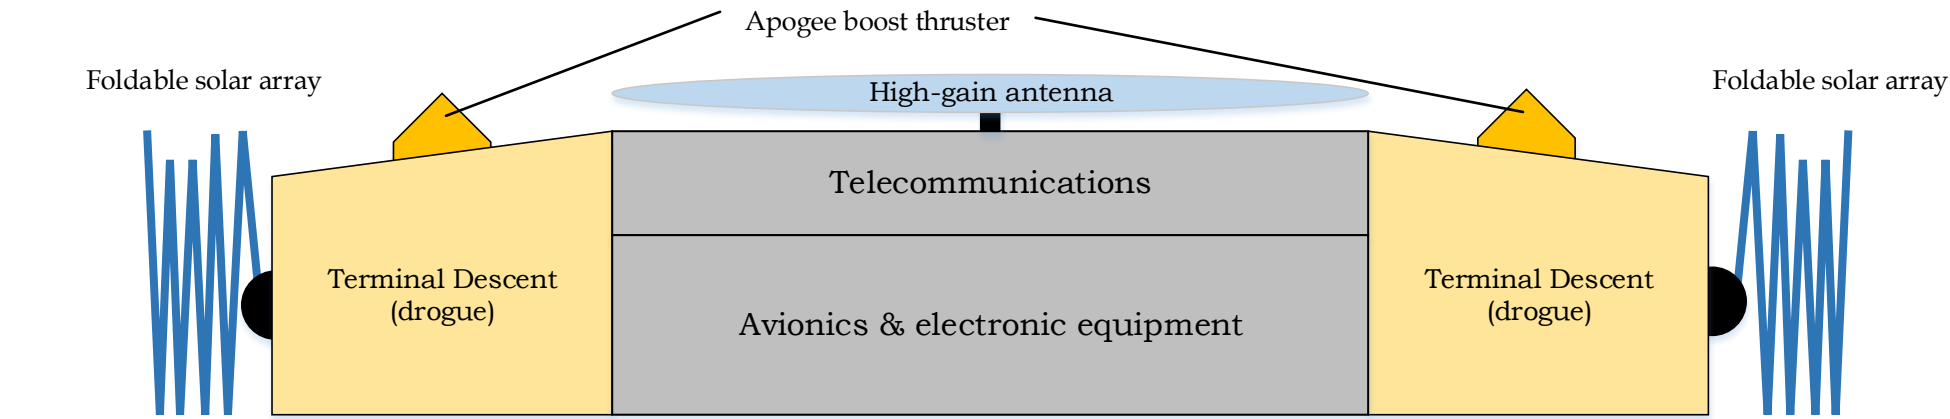 Apogee boost thruster
Foldable solar array
Foldable solar array
High-gain antenna
Telecommunications
Terminal Descent
(drogue)
Terminal Descent
(drogue)
Avionics & electronic equipment